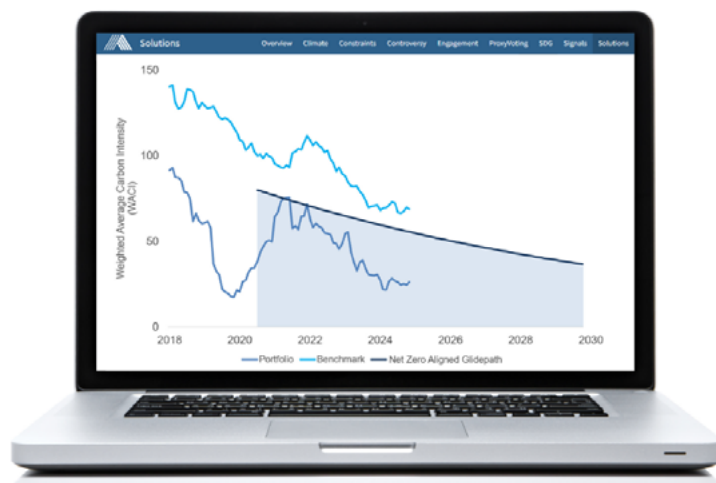 Solutions Overview Climate Constraints Controversy Engagement ProxyVoting SDG Signals Solutions
150
100
50
0
Weighted Average Carbon Intensity
(WACI)
2018 2020 2022 2024 2026 2028 2030
Portfolio Benchmark Net Zero Aligned Glidepath